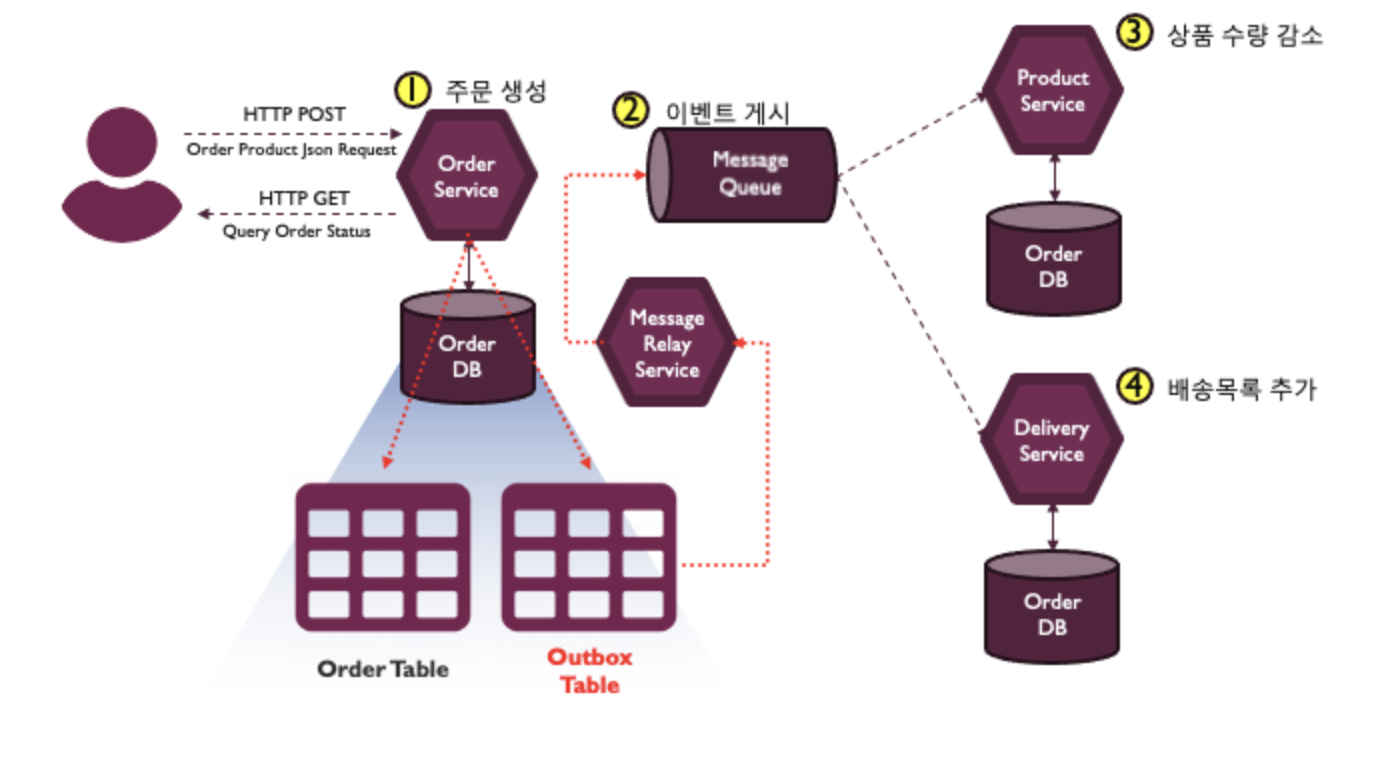 ① 주문 생성
HTTP POST
Order Product Json Request
HTTP GET
Query Order Status
Order
Service
Order
DB
Order Table
Outbox
Table
② 이벤트 게시
Message
Queue
Message
Relay
Service
③ 상품 수량 감소
Product
Service
Order
DB
④ 배송목록 추가
Delivery
Service
Order
DB